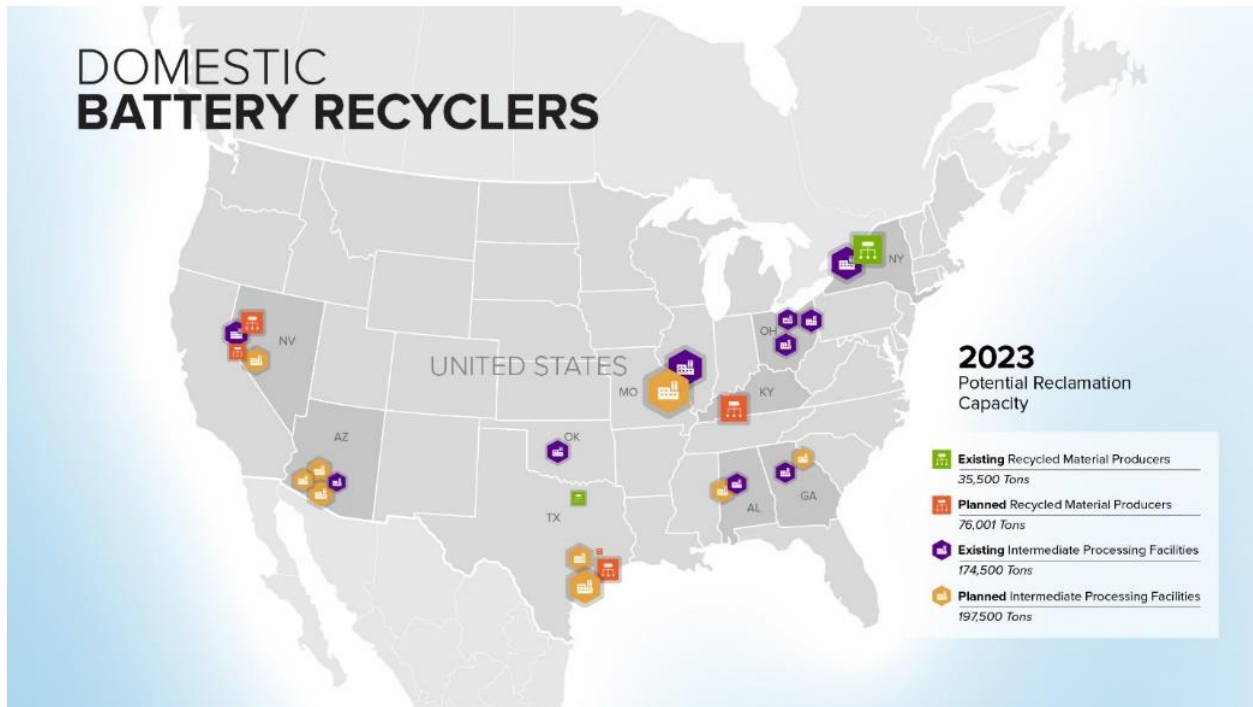 DOMESTIC
BATTERY RECYCLERS
NY
OH
NV
UNITED STATES
MO
KY
AZ
OK
GA
AL
TX
2023
Potential Reclamation
Capacity
Existing Recycled Material Producers
35,500 Tons
Planned Recycled Material Producers
76,001 Tons
Existing Intermediate Processing Facilities
174,500 Tons
Planned Intermediate Processing Facilities
197,500 Tons